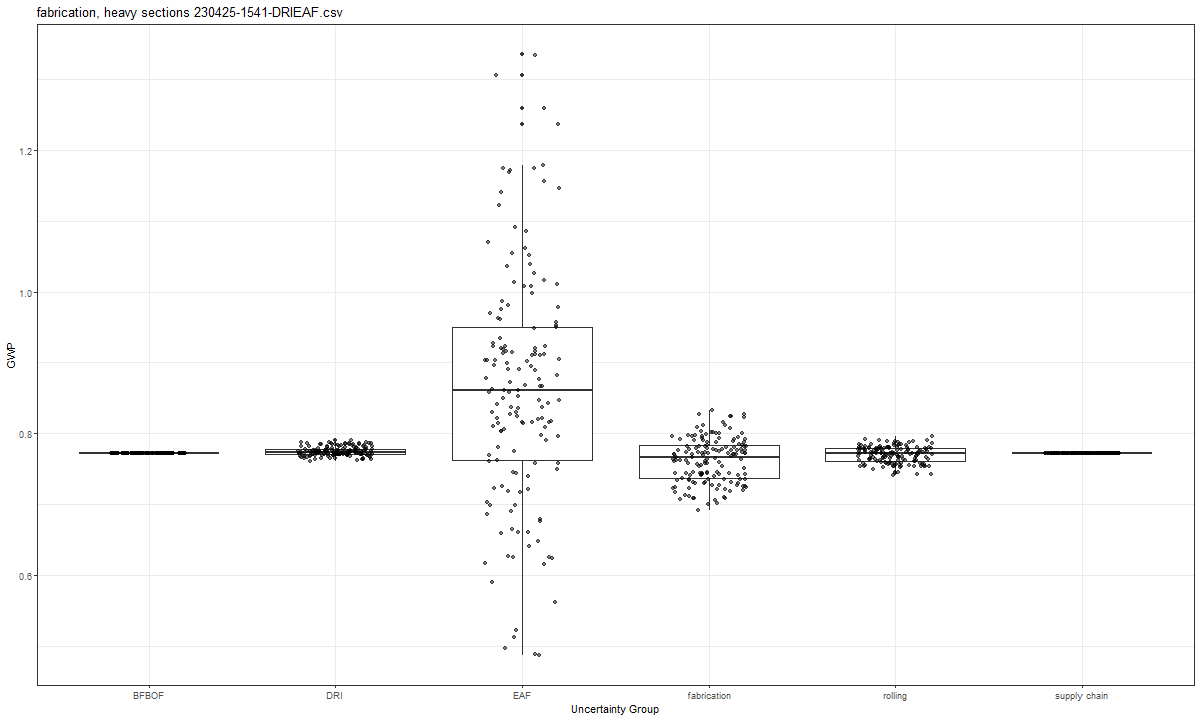 fabrication, heavy sections 230425-1541-DRIEAF.csv
GWP
1.2
1.0
0.8
0.6
BFBOF DRI EAF fabrication rolling supply chain
Uncertainty Group